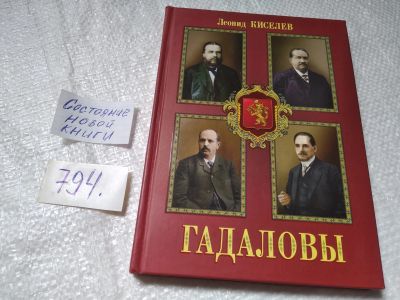 Леонид КИСЕЛЕВ
ГАДАЛОВЫ
Состояние
новой
книги
794.